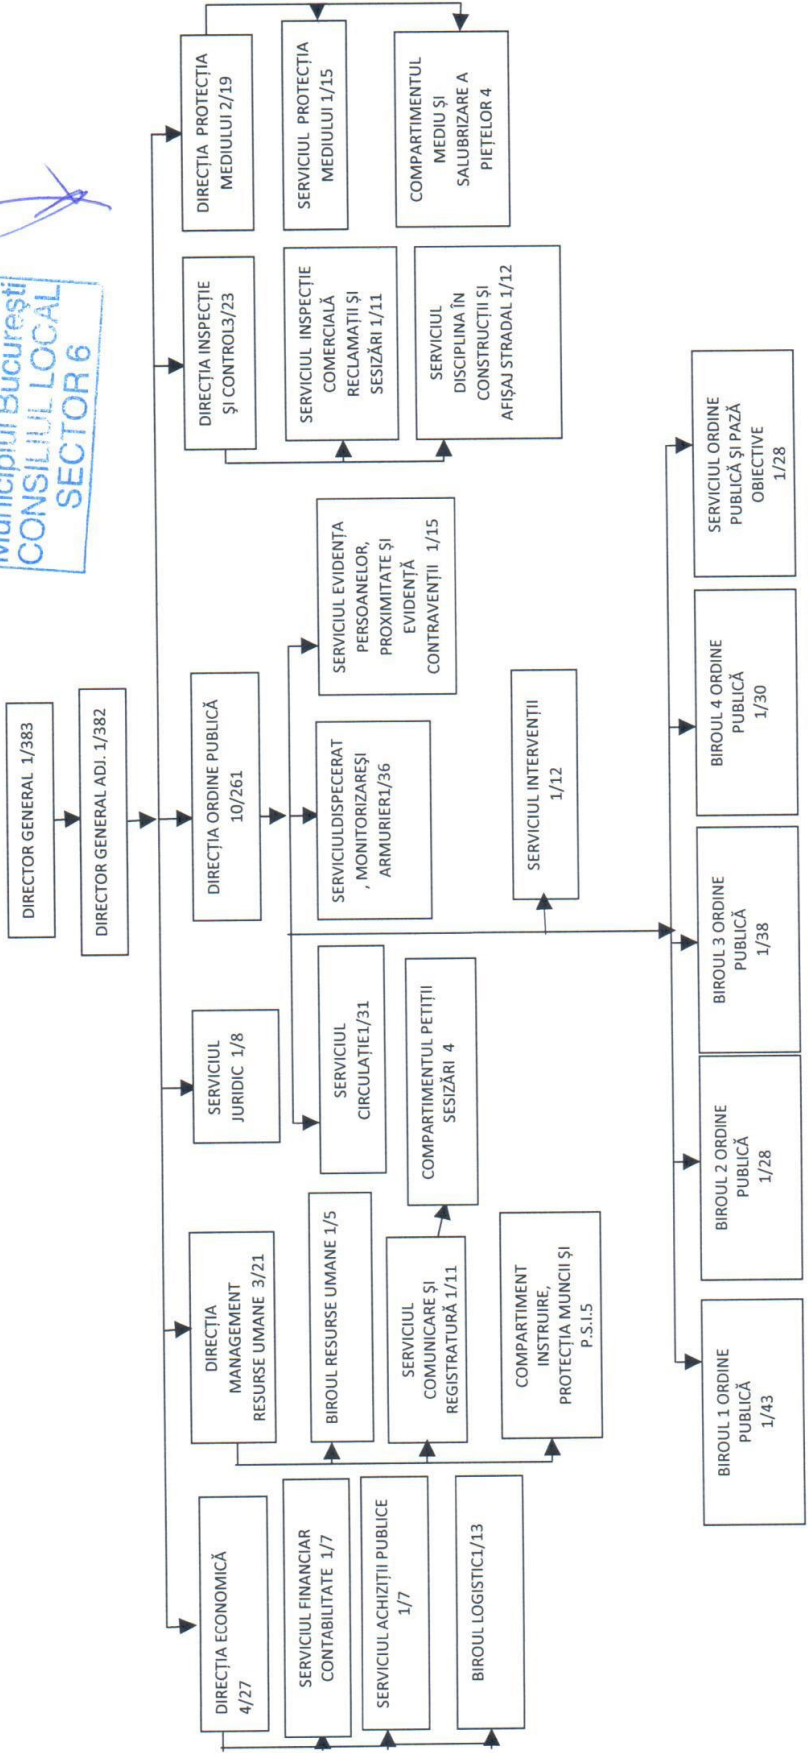 Municipiul București
CONSILIUL LOCAL
SECTOR 6
DIRECTOR GENERAL 1/383
DIRECTOR GENERAL ADJ. 1/382
DIRECȚIA ECONOMICĂ
4/27
SERVICIUL FINANCIAR
CONTABILITATE 1/7
SERVICIUL ACHIZIȚII PUBLICE
1/7
BIROUL LOGISTIC1/13
DIRECȚIA
MANAGEMENT
RESURSE UMANE 3/21
BIROUL RESURSE UMANE 1/5
SERVICIUL
COMUNICARE ȘI
REGISTRATURĂ 1/11
COMPARTIMENTUL PETIȚII
SESIZĂRI 4
COMPARTIMENT
INSTRUIRE,
PROTECȚIA MUNCII ȘI
P.S.I.5
SERVICIUL
JURIDIC 1/8
DIRECȚIA ORDINE PUBLICĂ
10/261
SERVICIUL
CIRCULAȚIE1/31
SERVICIULDISPECERAT
, MONITORIZAREȘI
ARMURIER1/36
SERVICIUL EVIDENȚA
PERSOANELOR,
PROXIMITATE ȘI
EVIDENȚĂ
CONTRAVENȚII 1/15
SERVICIUL INTERVENȚII
1/12
BIROUL 1 ORDINE
PUBLICĂ
1/43
BIROUL 2 ORDINE
PUBLICĂ
1/28
BIROUL 3 ORDINE
PUBLICĂ
1/38
BIROUL 4 ORDINE
PUBLICĂ
1/30
SERVICIUL ORDINE
PUBLICĂ ȘI PAZĂ
OBIECTIVE
1/28
DIRECȚIA INSPECȚIE
ȘI CONTROL3/23
SERVICIUL INSPECȚIE
COMERCIALĂ
RECLAMAȚII ȘI
SESIZĂRI 1/11
SERVICIUL
DISCIPLINA ÎN
CONSTRUCȚII ȘI
AFIȘAJ STRADAL 1/12
DIRECȚIA PROTECȚIA
MEDIULUI 2/19
SERVICIUL PROTECȚIA
MEDIULUI 1/15
COMPARTIMENTUL
MEDIU ȘI
SALUBRIZARE A
PIEȚELOR 4